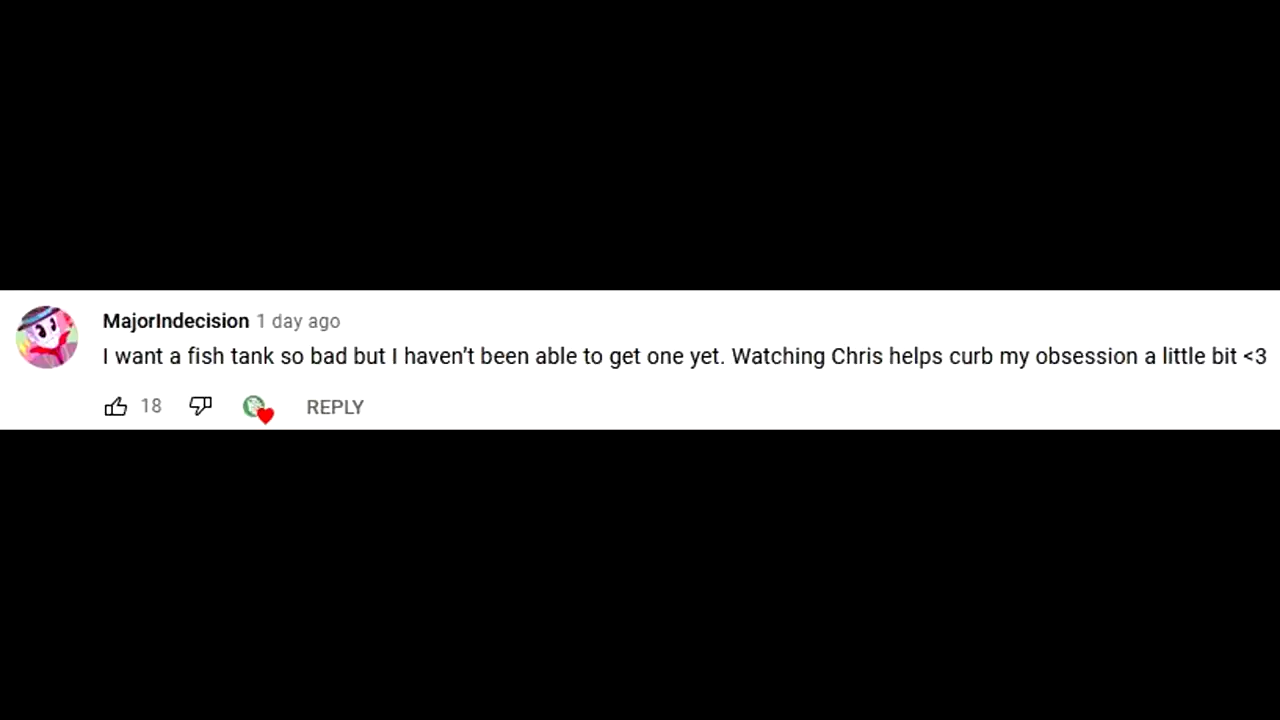 MajorIndecision 1 day ago
I want a fish tank so bad but I haven't been able to get one yet. Watching Chris helps curb my obsession a little bit <3
18 REPLY